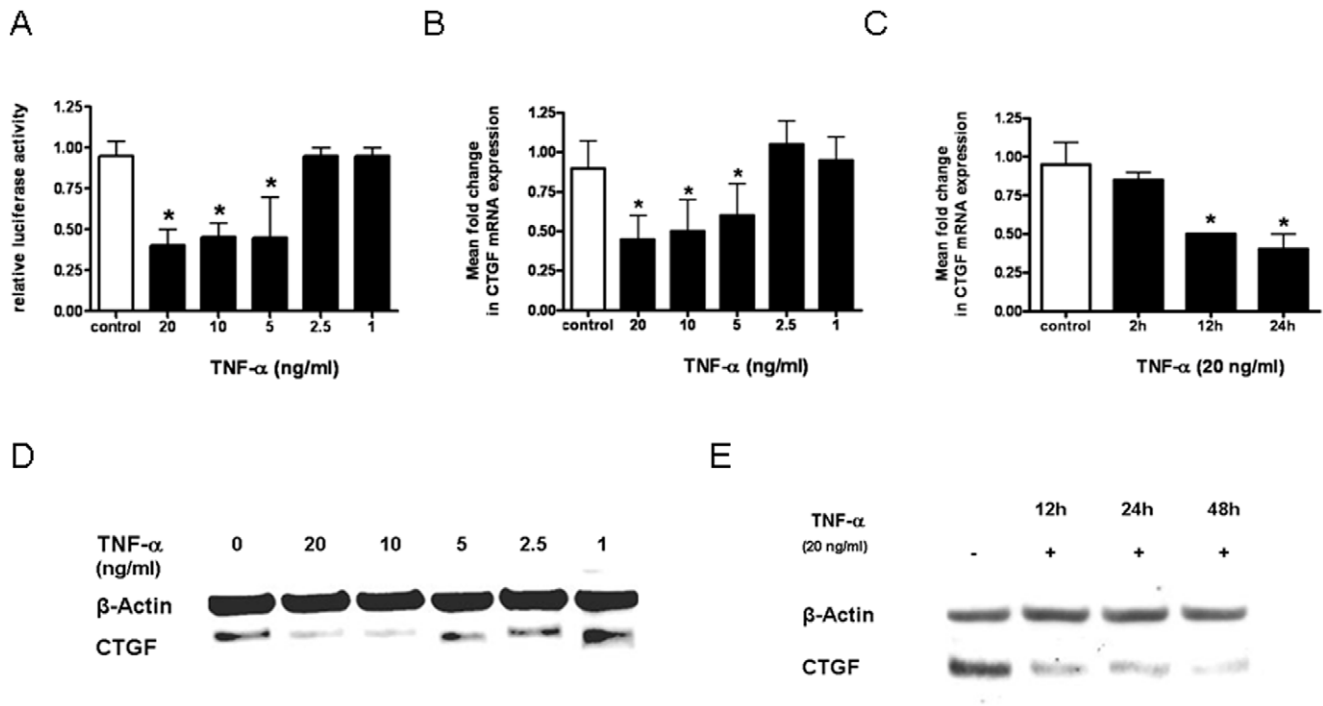 A
B
C
relative luciferase activity
1.25
1.00
0.75
0.50
0.25
0.00
* * *
control 20 10 5 2.5 1
TNF-α (ng/ml)
Mean fold change
in CTGF mRNA expression
1.25
1.00
0.75
0.50
0.25
0.00
* * *
control 20 10 5 2.5 1
TNF-α (ng/ml)
Mean fold change
in CTGF mRNA expression
1.25
1.00
0.75
0.50
0.25
0.00
* *
control 2h 12h 24h
TNF-α (20 ng/ml)
D
TNF-α 0 20 10 5 2.5 1
(ng/ml)
β-Actin
CTGF
E
12h 24h 48h
TNF-α
(20 ng/ml) - + + +
β-Actin
CTGF